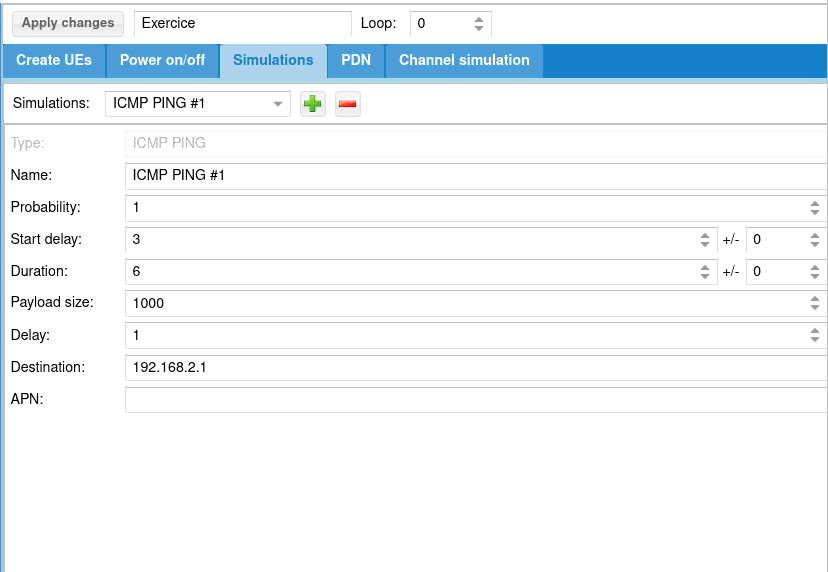 Apply changes Exercice Loop: 0
Create UEs Power on/off Simulations PDN Channel simulation
Simulations: ICMP PING #1
Type: ICMP PING
Name: ICMP PING #1
Probability: 1
Start delay: 3 +/- 0
Duration: 6 +/- 0
Payload size: 1000
Delay: 1
Destination: 192.168.2.1
APN: